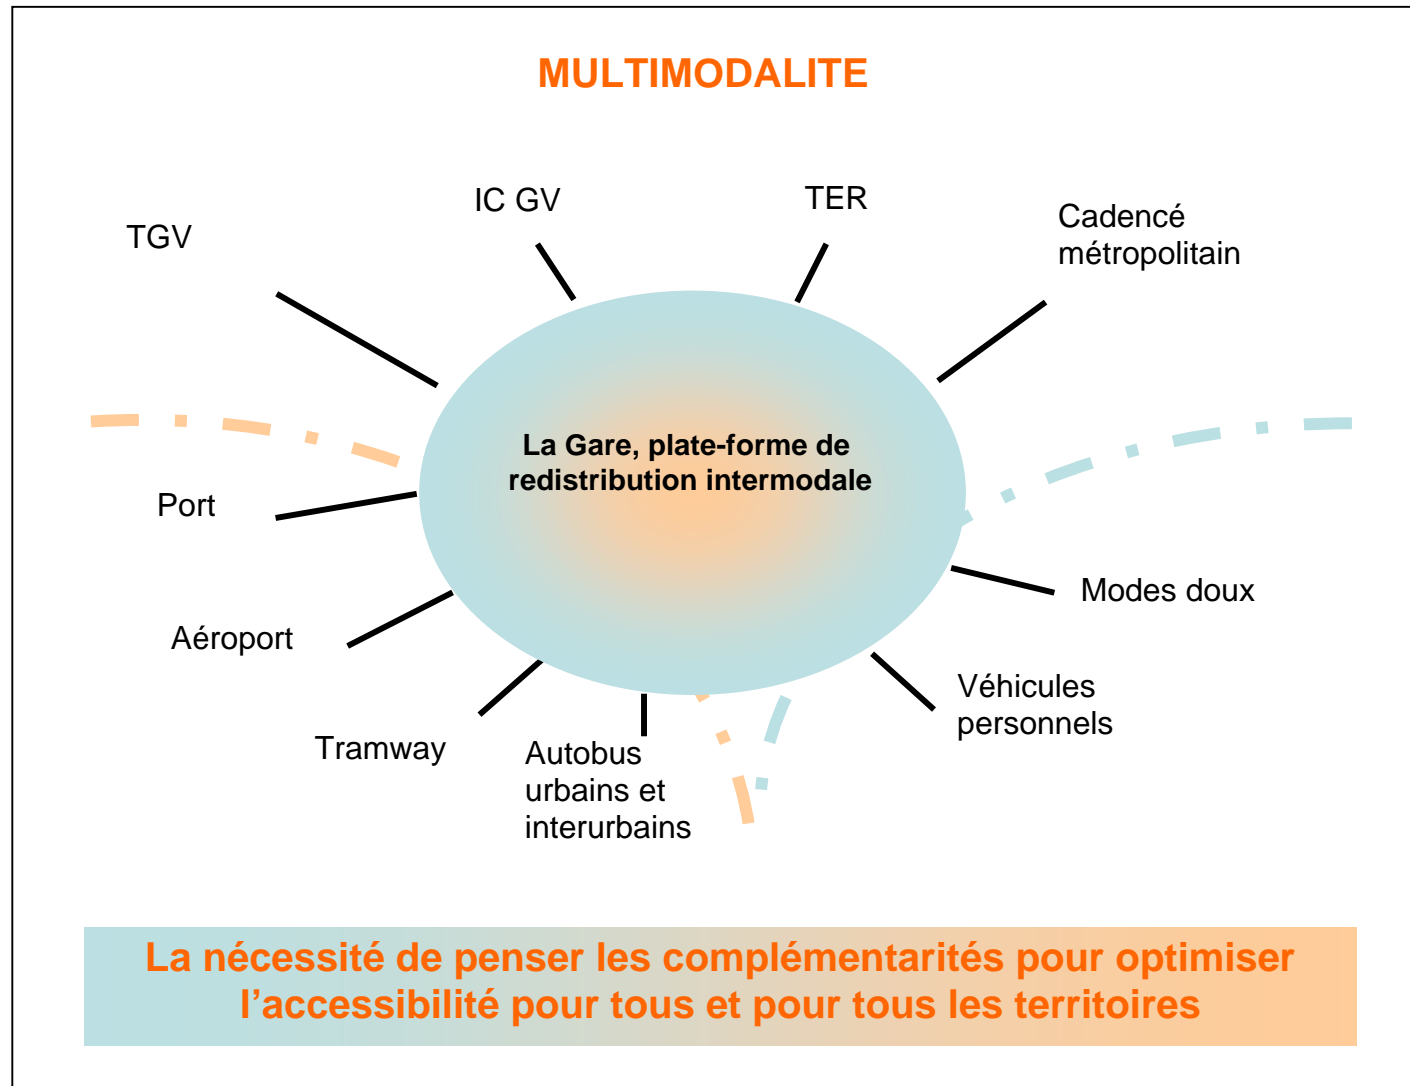 MULTIMODALITE
TGV
IC GV
TER
Cadencé
métropolitain
La Gare, plate-forme de
redistribution intermodale
Port
Aéroport
Tramway
Autobus
urbains et
interurbains
Véhicules
personnels
Modes doux
La nécessité de penser les complémentarités pour optimiser
l’accessibilité pour tous et pour tous les territoires